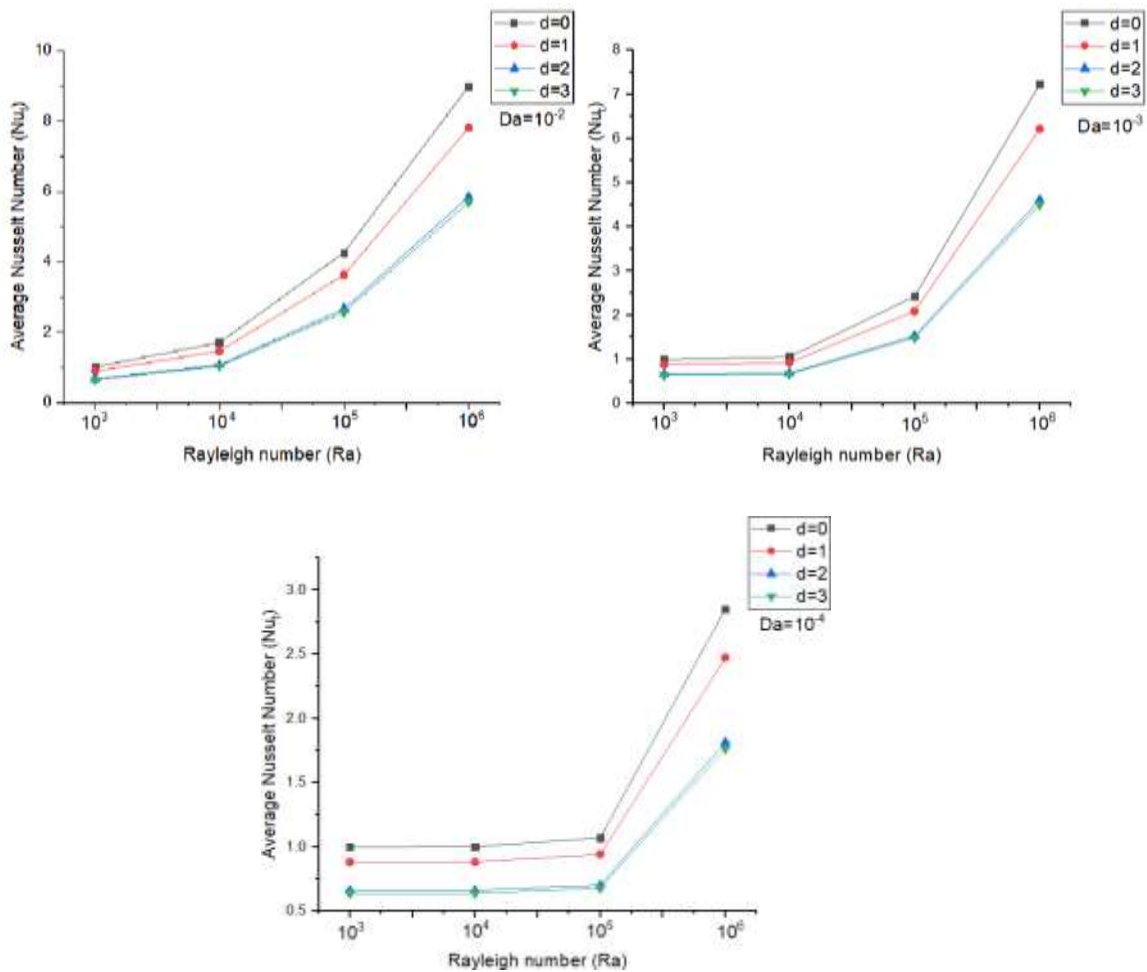 d=0
d=1
d=2
d=3
Da=10⁻²
Average Nusselt Number (Nuₜ)
10
8
6
4
2
0
10³ 10⁴ 10⁵ 10⁶
Rayleigh number (Ra)
d=0
d=1
d=2
d=3
Da=10⁻³
Average Nusselt Number (Nuₜ)
8
7
6
5
4
3
2
1
0
10³ 10⁴ 10⁵ 10⁶
Rayleigh number (Ra)
d=0
d=1
d=2
d=3
Da=10⁻⁴
Average Nusselt Number (Nuₜ)
3.0
2.5
2.0
1.5
1.0
0.5
10³ 10⁴ 10⁵ 10⁶
Rayleigh number (Ra)